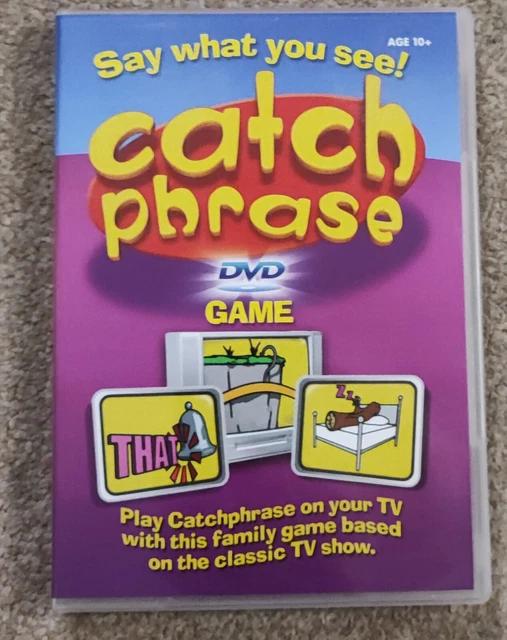 Say what you see!
AGE 10+
catch
phrase
DVD
GAME
THAT
Zzz
Play Catchphrase on your TV
with this family game based
on the classic TV show.